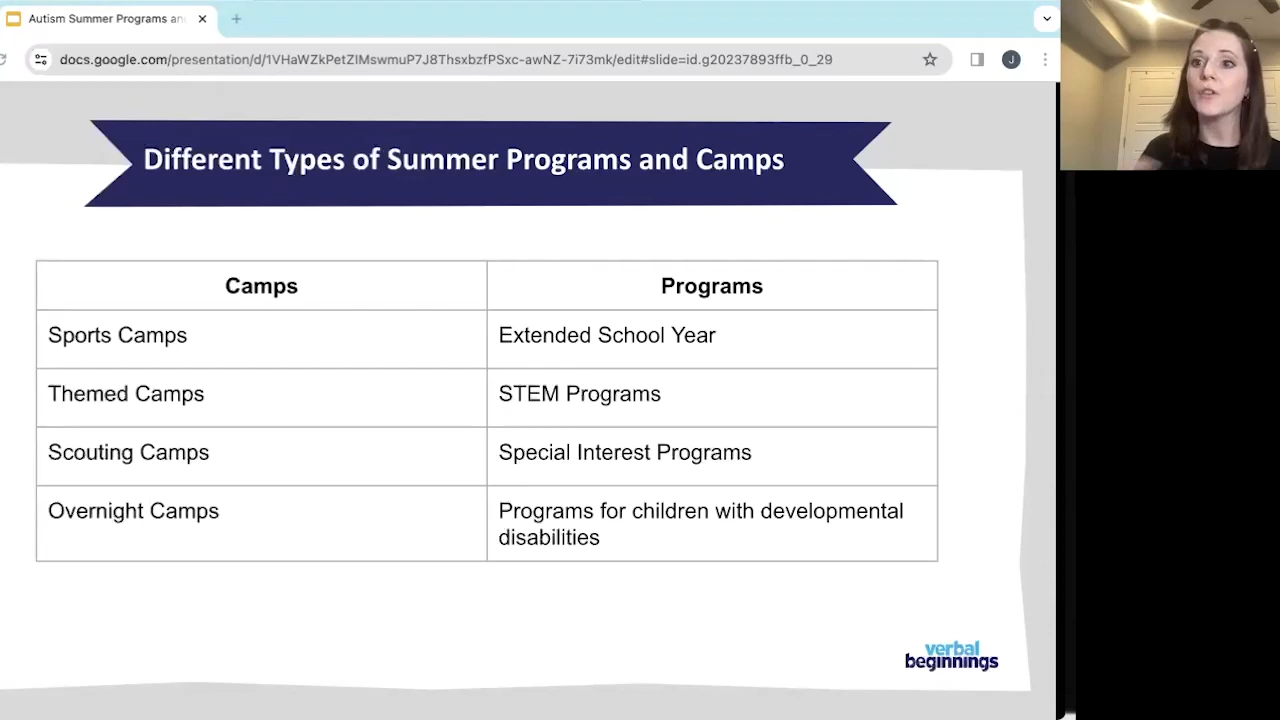 Autism Summer Programs an
docs.google.com/presentation/d/1VHaWZkPetZIMswmuP7J8ThsxbzfPSxc-awNZ-7i73mk/edit#slide=id.g20237893ffb_0_29
J
Different Types of Summer Programs and Camps
Camps
Programs
Sports Camps
Extended School Year
Themed Camps
STEM Programs
Scouting Camps
Special Interest Programs
Overnight Camps
Programs for children with developmental
disabilities
verbal
beginnings